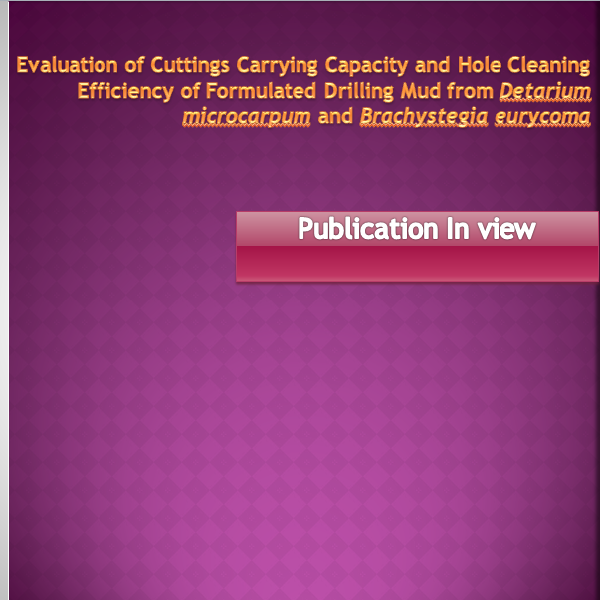 Evaluation of Cuttings Carrying Capacity and Hole Cleaning
Efficiency of Formulated Drilling Mud from Detarium
microcarpum and Brachystegia eurycoma
Publication In view